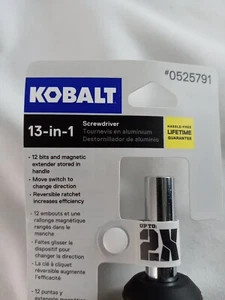 #0525791
KOBALT
HASSLE-FREE
LIFETIME
GUARANTEE
13-in-1
Screwdriver
Tournevis en aluminium
Destornillador de aluminio
• 12 bits and magnetic
extender stored in
handle
• Move switch to
change direction
• Reversible ratchet
increases efficiency
• 12 embouts et une
rallonge magnétique
rangés dans le
manche
• Faites glisser le
dispositif pour
changer la direction
• La clé à cliquet
réversible augmente
l'efficacité
• 12 puntas y
UP TO:
2X